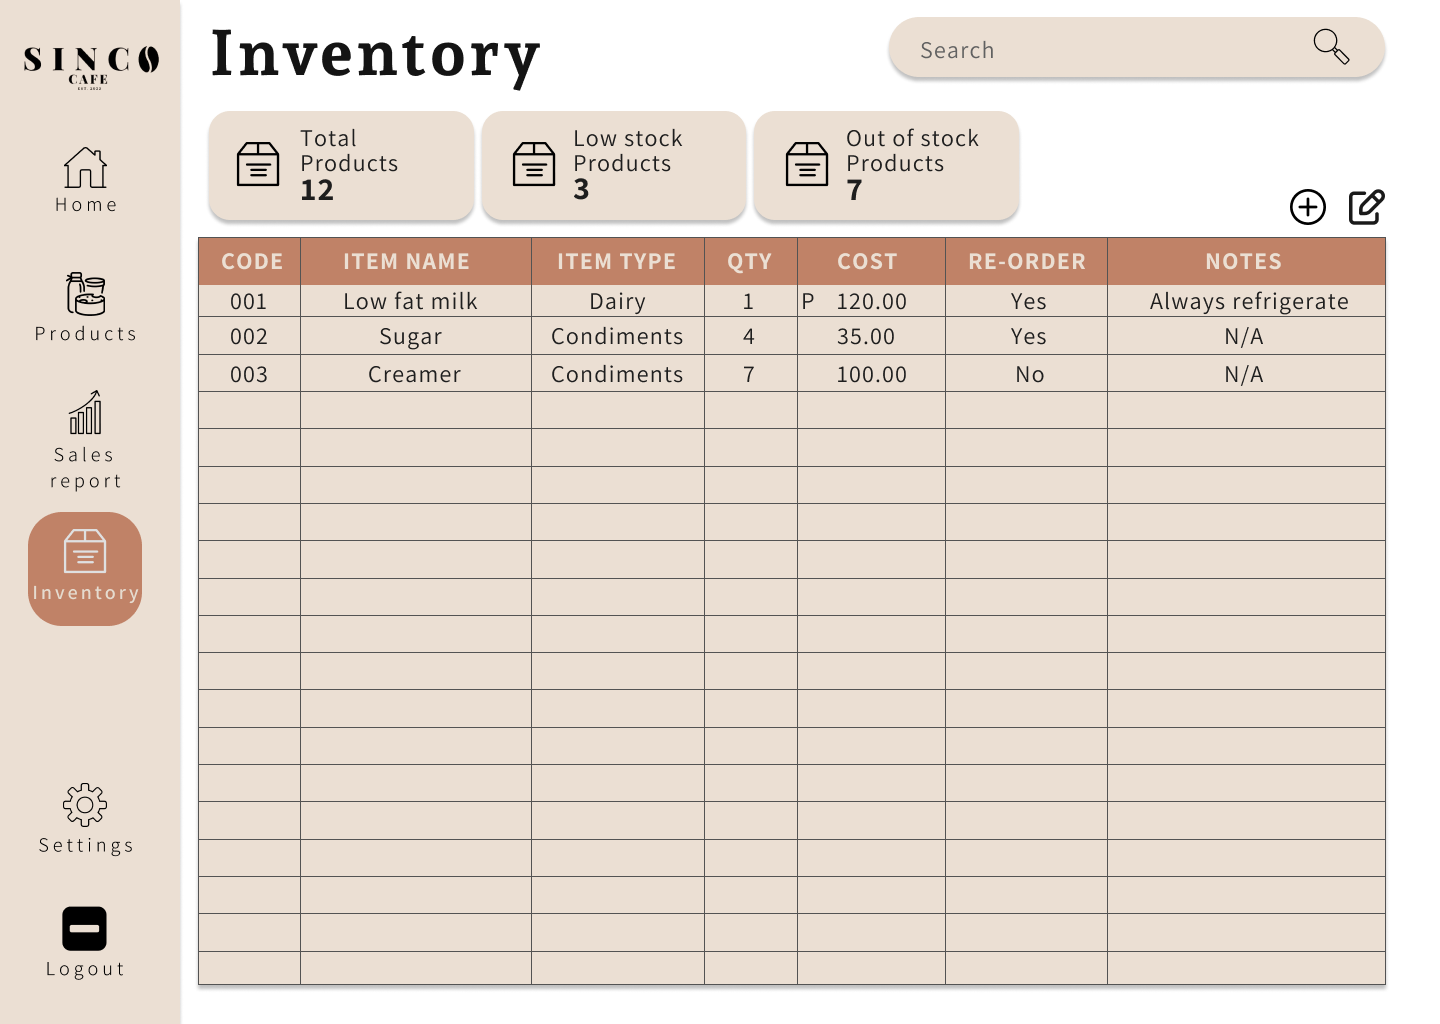 SINCO
CAFE
EST. 2022
Home
Products
Sales
report
Inventory
Settings
Logout
Inventory
Search
Total
Products
12
Low stock
Products
3
Out of stock
Products
7
CODE ITEM NAME ITEM TYPE QTY COST RE-ORDER NOTES
001 Low fat milk Dairy 1 P 120.00 Yes Always refrigerate
002 Sugar Condiments 4 35.00 Yes N/A
003 Creamer Condiments 7 100.00 No N/A